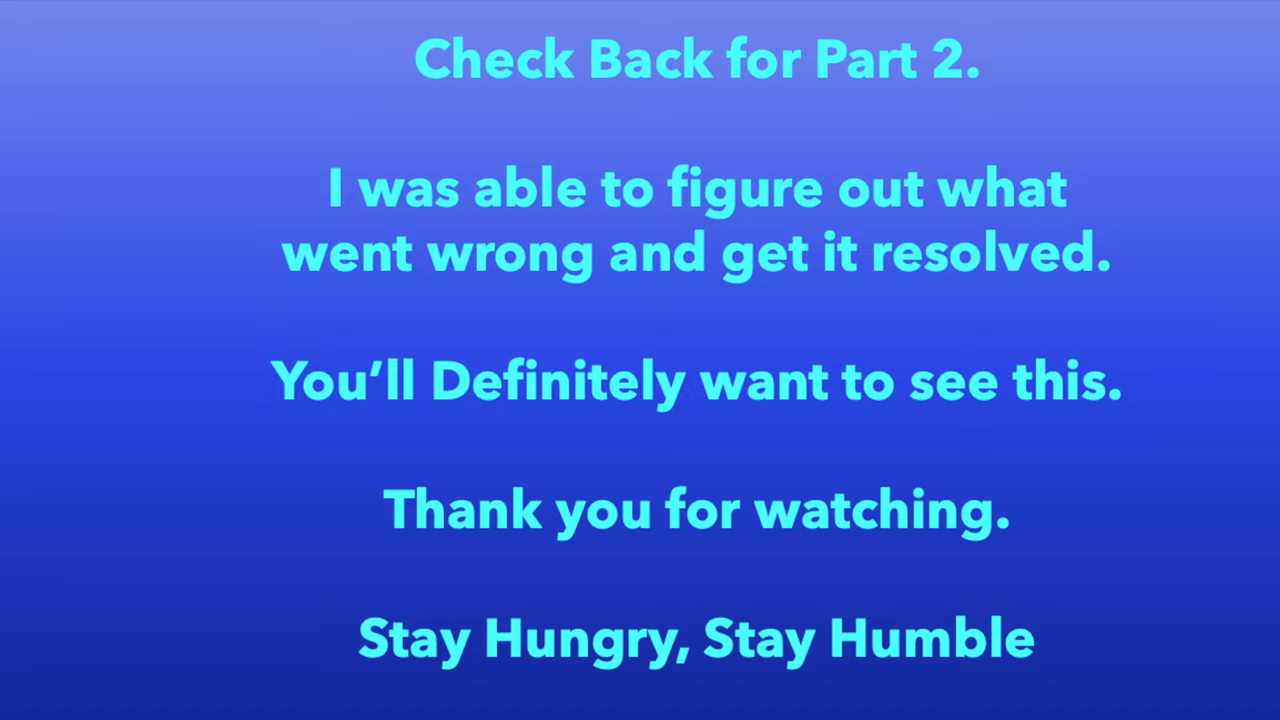 Check Back for Part 2.
I was able to figure out what
went wrong and get it resolved.
You’ll Definitely want to see this.
Thank you for watching.
Stay Hungry, Stay Humble